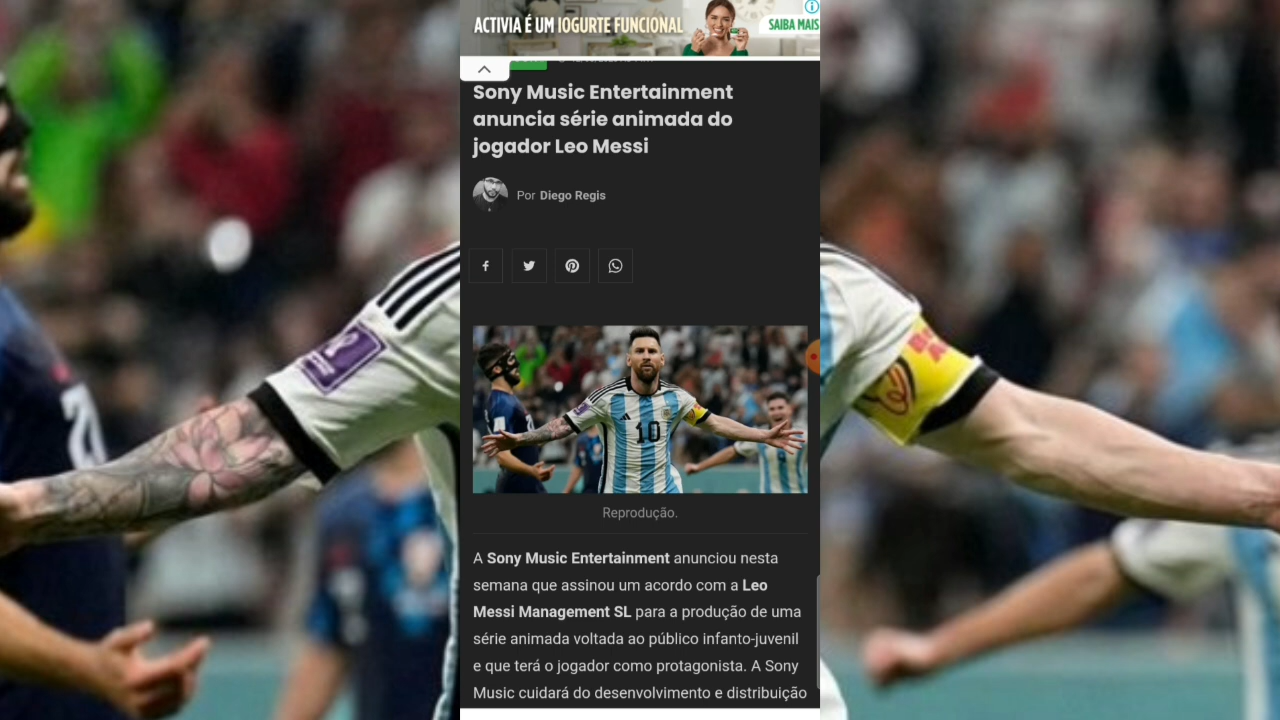 ACTIVIA É UM IOGURTE FUNCIONAL
SAIBA MAIS
Sony Music Entertainment
anuncia série animada do
jogador Leo Messi
Por Diego Regis
10
Reprodução.
A Sony Music Entertainment anunciou nesta
semana que assinou um acordo com a Leo
Messi Management SL para a produção de uma
série animada voltada ao público infanto-juvenil
e que terá o jogador como protagonista. A Sony
Music cuidará do desenvolvimento e distribuição